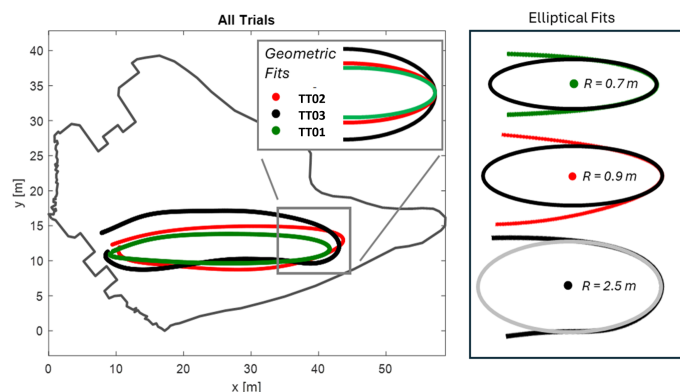 All Trials
Elliptical Fits
y [m]
40
35
30
25
20
15
10
5
0
0
10
20
30
40
50
x [m]
Geometric
Fits
TT02
TT03
TT01
R = 0.7 m
R = 0.9 m
R = 2.5 m